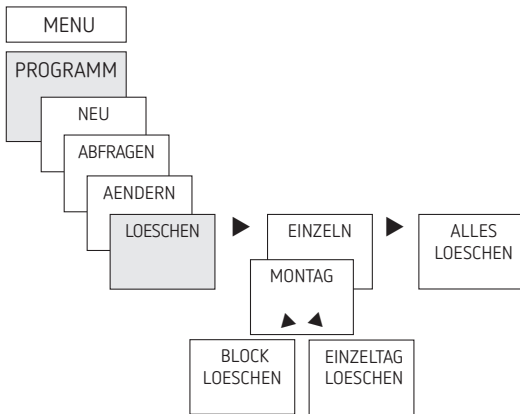 MENU
PROGRAMM
NEU
ABFRAGEN
AENDERN
LOESCHEN
EINZELN
ALLES
LOESCHEN
MONTAG
BLOCK
LOESCHEN
EINZELTAG
LOESCHEN